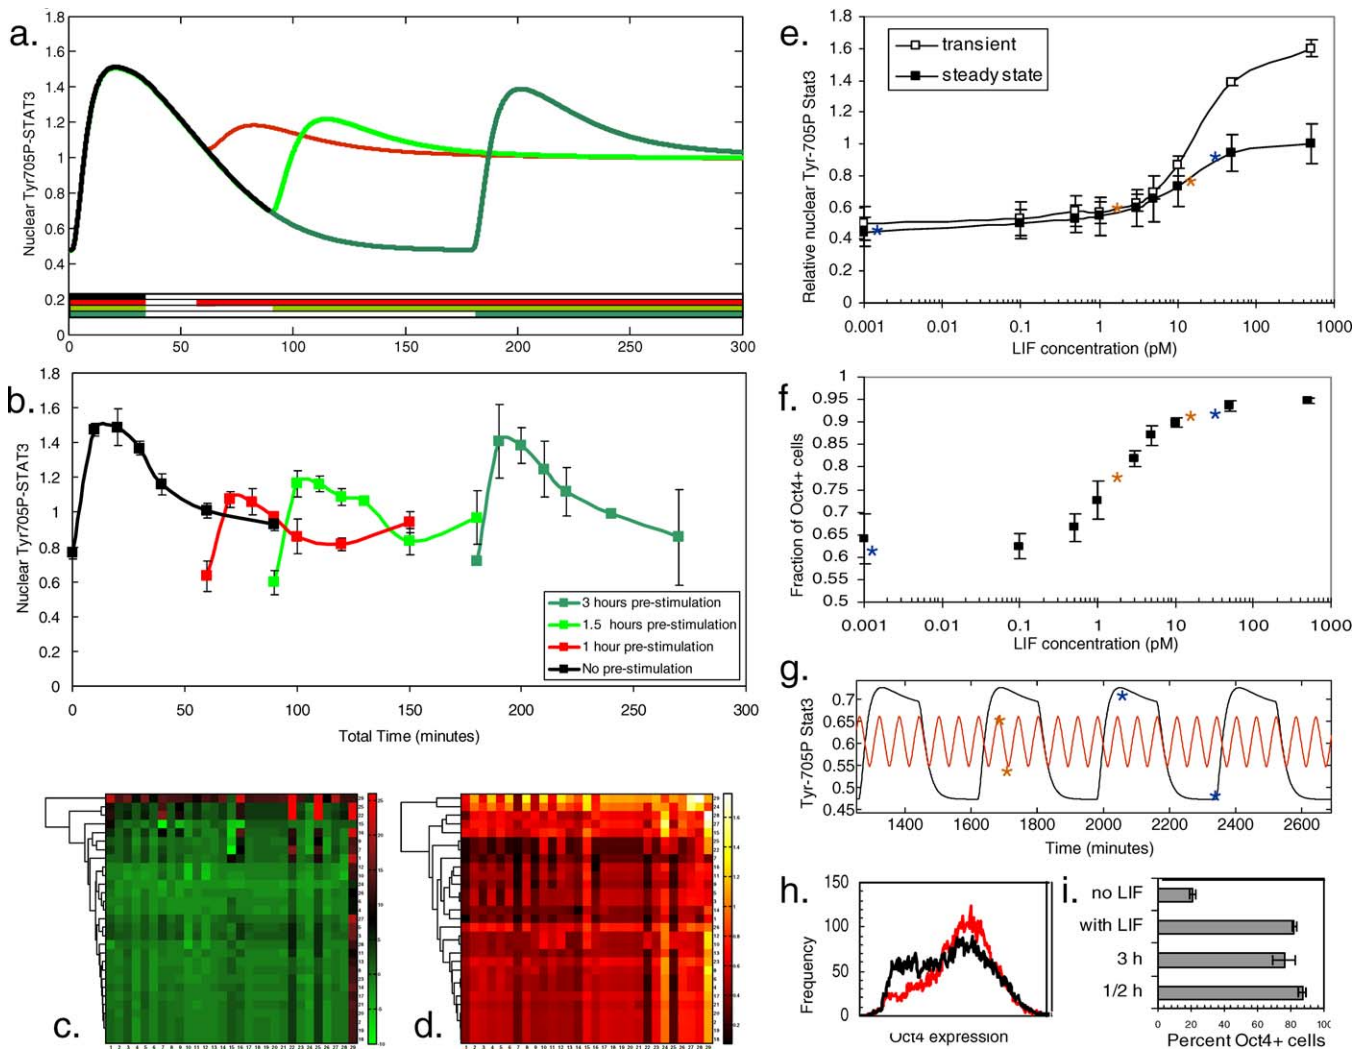 a.
Nuclear Tyr705P-STAT3
1.8
1.6
1.4
1.2
1
0.8
0.6
0.4
0.2
0
0 50 100 150 200 250 300
b.
Nuclear Tyr705P-STAT3
1.8
1.6
1.4
1.2
1
0.8
0.6
0.4
0.2
0
3 hours pre-stimulation
1.5 hours pre-stimulation
1 hour pre-stimulation
No pre-stimulation
0 50 100 150 200 250 300
Total Time (minutes)
c.
d.
e.
Relative nuclear Tyr-705P Stat3
1.8
1.6
1.4
1.2
1
0.8
0.6
0.4
0.2
0
transient
steady state
0.001 0.01 0.1 1 10 100 1000
LIF concentration (pM)
f.
Fraction of Oct4+ cells
1
0.95
0.9
0.85
0.8
0.75
0.7
0.65
0.6
0.55
0.5
0.001 0.01 0.1 1 10 100 1000
LIF concentration (pM)
g.
Tyr-705P Stat3
0.7
0.65
0.6
0.55
0.5
0.45
1400 1600 1800 2000 2200 2400 2600
Time (minutes)
h.
Frequency
150
100
50
0
Oct4 expression
i.
no LIF
with LIF
3 h
1/2 h
0 20 40 60 80
Percent Oct4+ cells